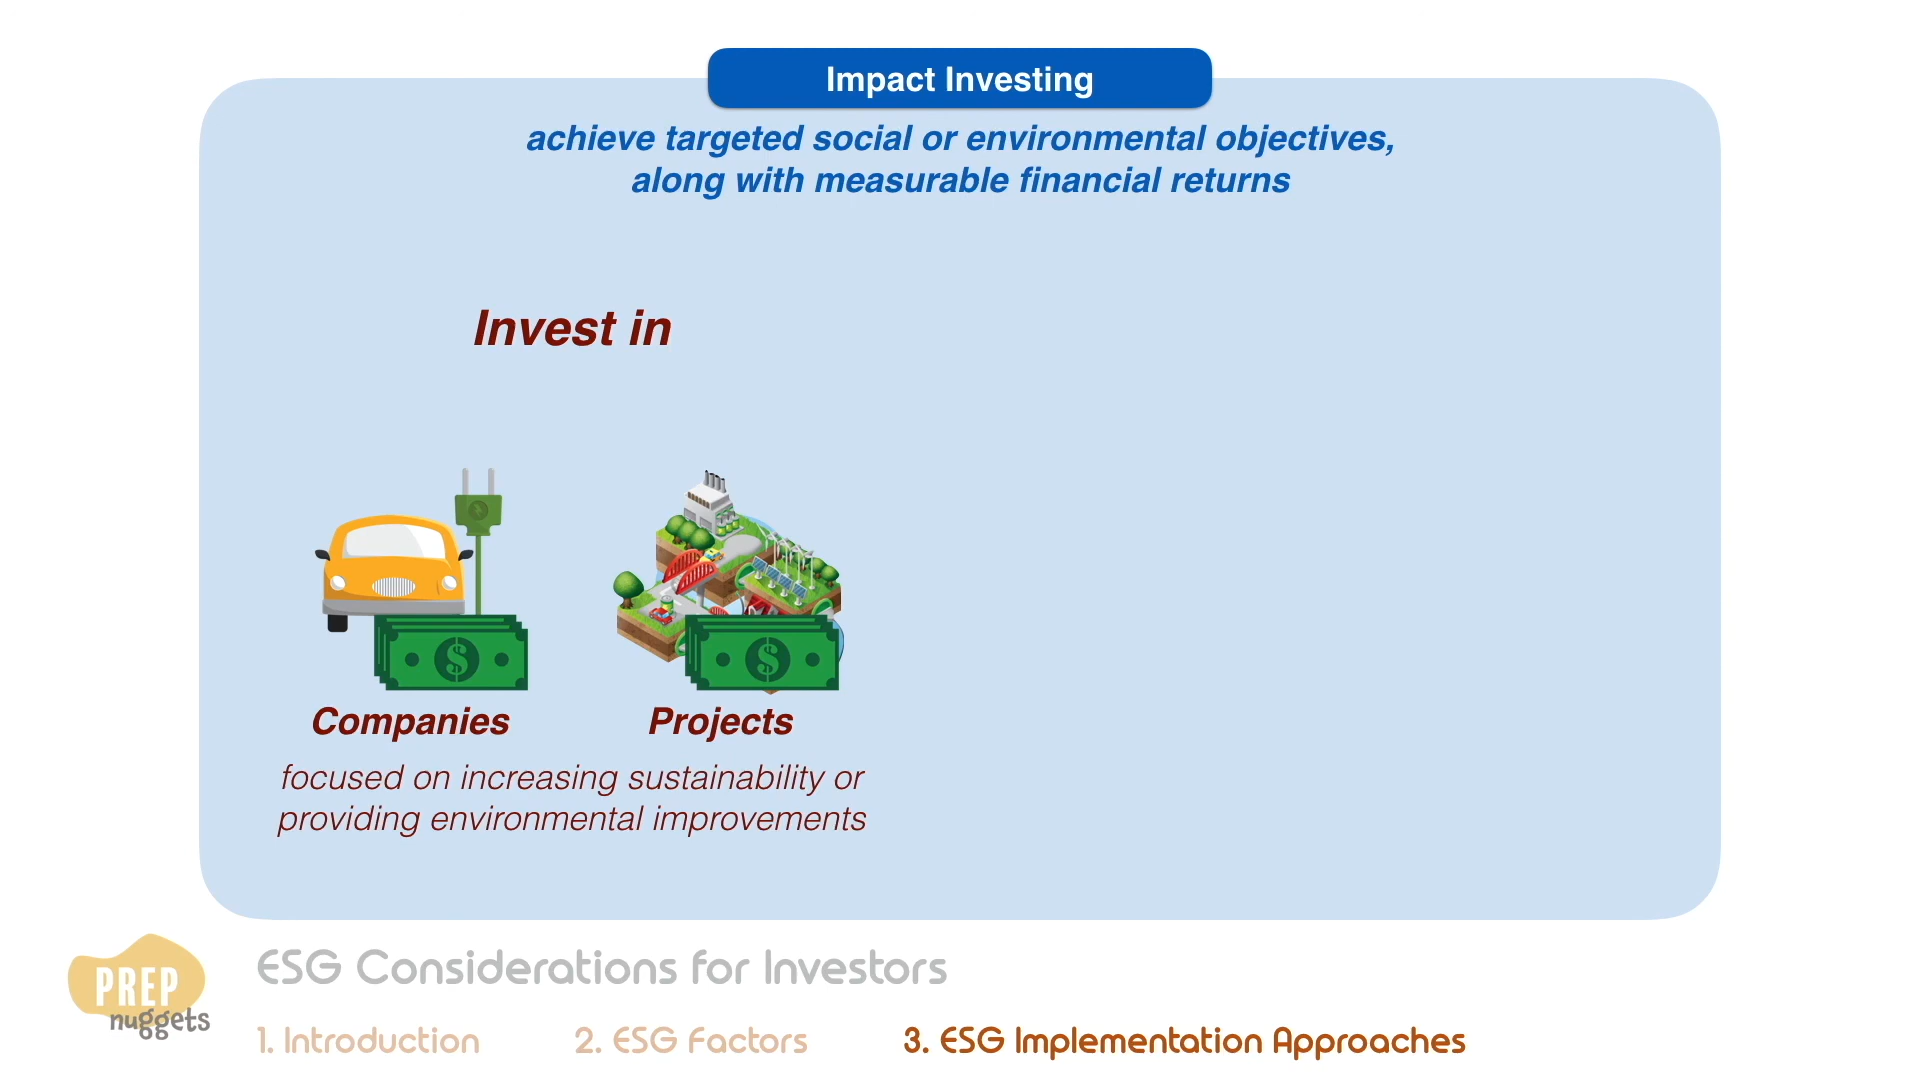 Impact Investing
achieve targeted social or environmental objectives,
along with measurable financial returns
Invest in
$
$
Companies
Projects
focused on increasing sustainability or
providing environmental improvements
PREP
nuggets
ESG Considerations for Investors
1. Introduction
2. ESG Factors
3. ESG Implementation Approaches